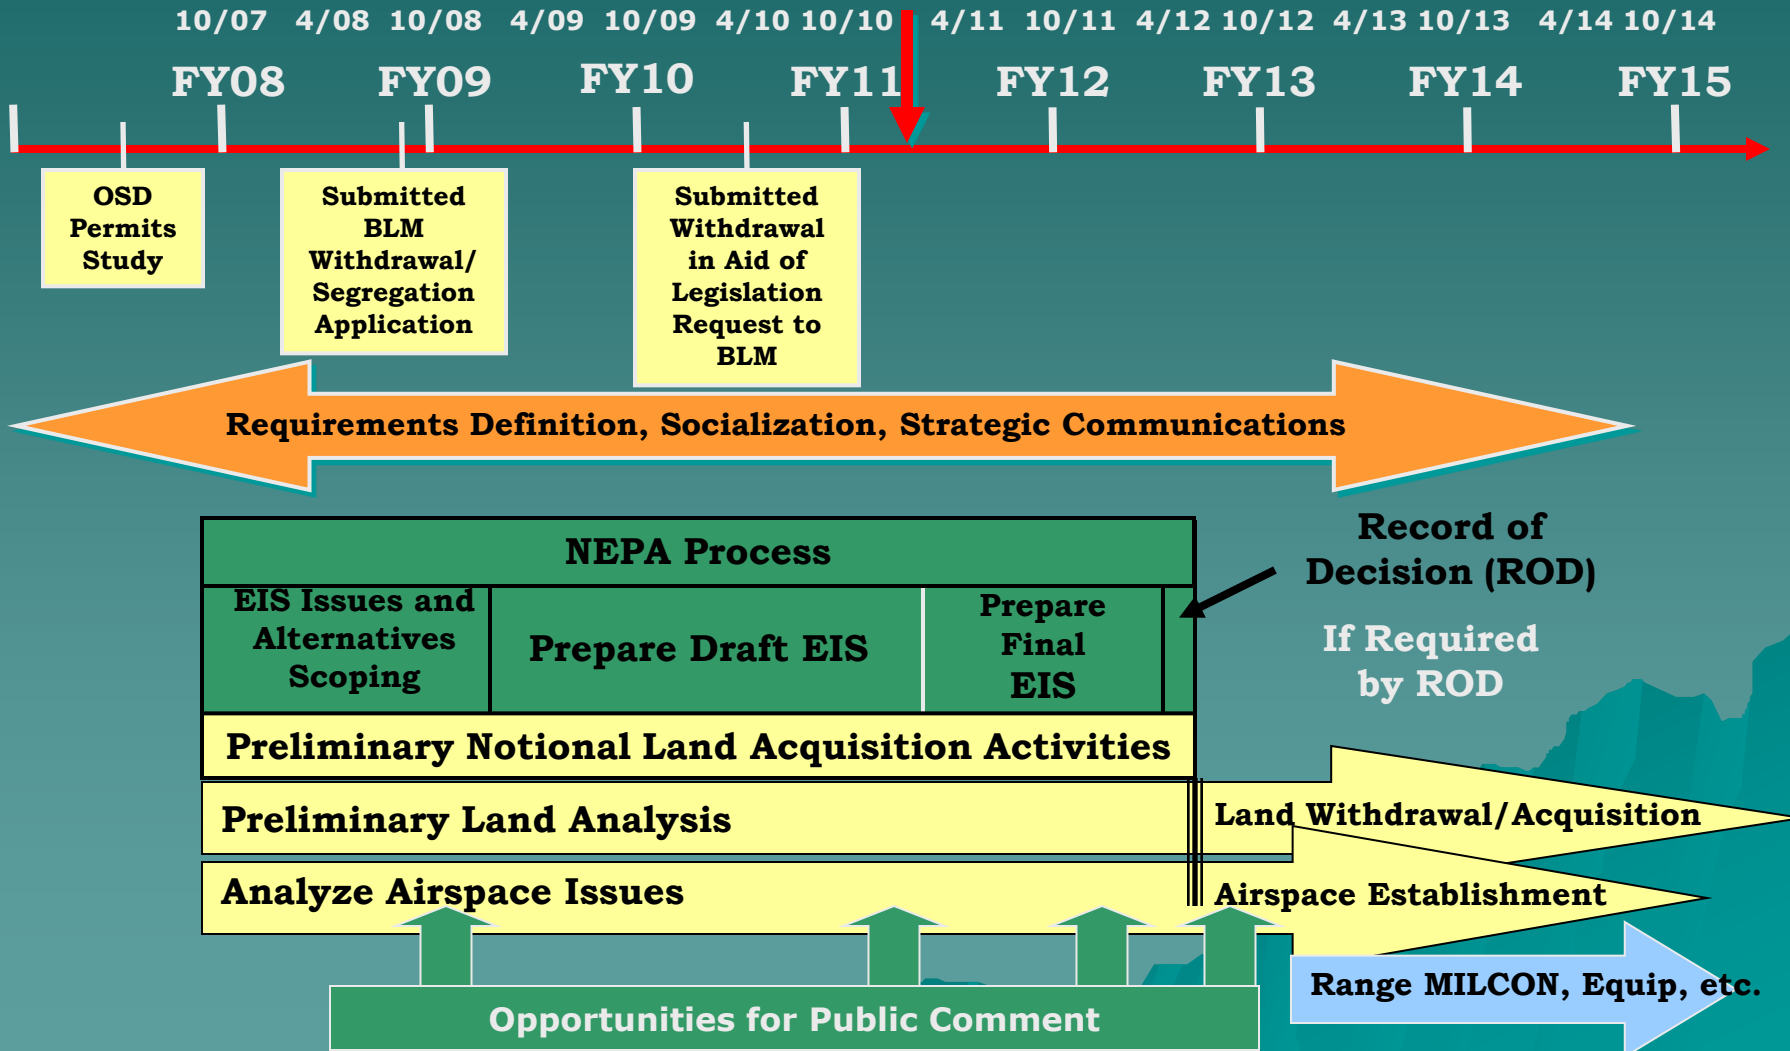 10/07 4/08 10/08 4/09 10/09 4/10 10/10 4/11 10/11 4/12 10/12 4/13 10/13 4/14 10/14
FY08 FY09 FY10 FY11 FY12 FY13 FY14 FY15
OSD
Permits
Study
Submitted
BLM
Withdrawal/
Segregation
Application
Submitted
Withdrawal
in Aid of
Legislation
Request to
BLM
Requirements Definition, Socialization, Strategic Communications
NEPA Process
EIS Issues and
Alternatives
Scoping
Prepare Draft EIS
Prepare
Final
EIS
Record of
Decision (ROD)
If Required
by ROD
Preliminary Notional Land Acquisition Activities
Preliminary Land Analysis
Land Withdrawal/Acquisition
Analyze Airspace Issues
Airspace Establishment
Range MILCON, Equip, etc.
Opportunities for Public Comment